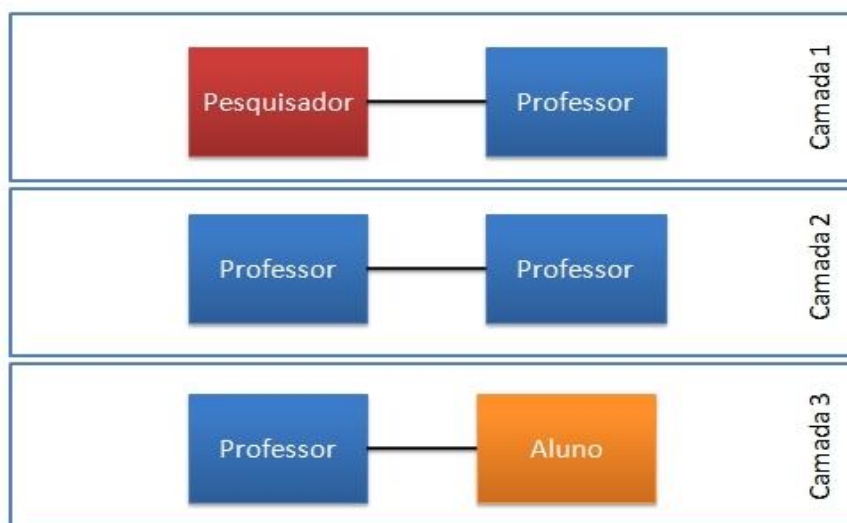 Pesquisador
Professor
Camada 1
Professor
Professor
Camada 2
Professor
Aluno
Camada 3